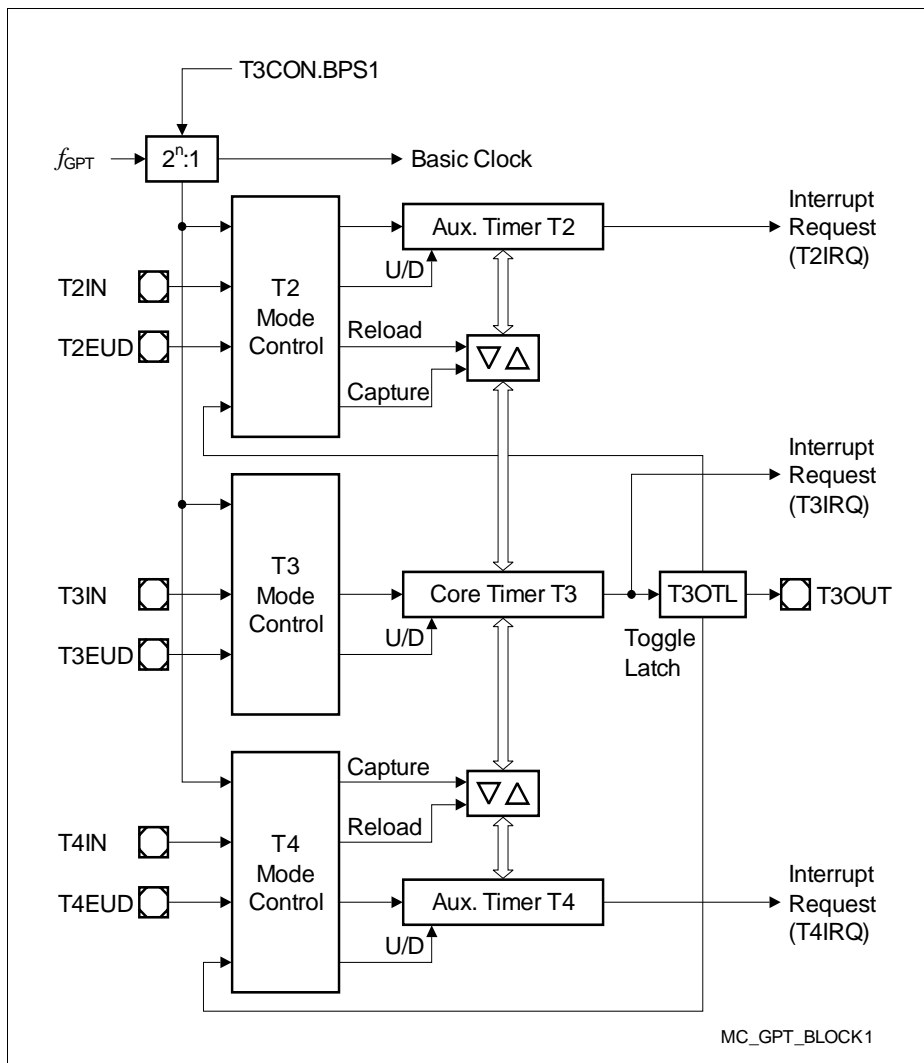 T3CON.BPS1
fGPT
2ⁿ:1
Basic Clock
Interrupt
Request
(T2IRQ)
Aux. Timer T2
U/D
T2IN
T2
Mode
Control
T2EUD
Reload
Capture
Interrupt
Request
(T3IRQ)
T3
Mode
Control
T3IN
Core Timer T3
T3OTL
T3OUT
T3EUD
U/D
Toggle
Latch
Capture
Reload
T4IN
T4
Mode
Control
T4EUD
Aux. Timer T4
U/D
Interrupt
Request
(T4IRQ)
MC_GPT_BLOCK1